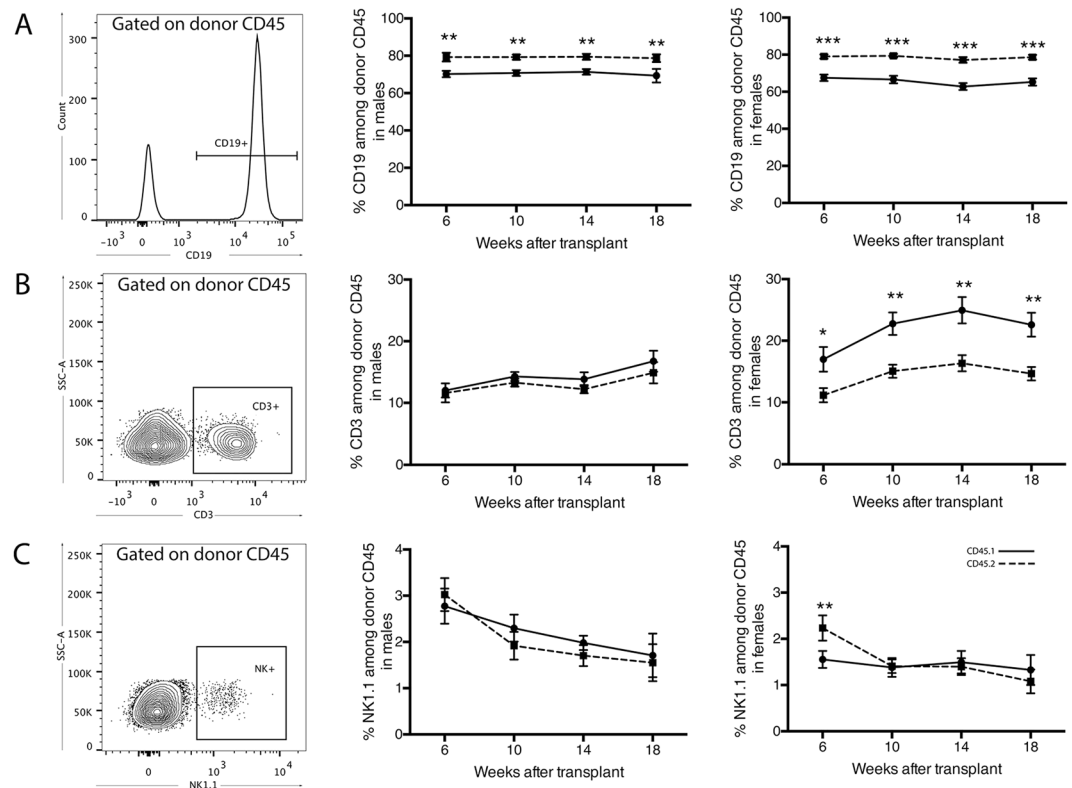 A
Gated on donor CD45
Count
300
200
100
0
CD19+
-10³ 0 10³ 10⁴ 10⁵
CD19
% CD19 among donor CD45
in males
100
80
60
40
20
0
** ** ** **
6 10 14 18
Weeks after transplant
% CD19 among donor CD45
in females
100
80
60
40
20
0
*** *** *** ***
6 10 14 18
Weeks after transplant
B
Gated on donor CD45
SSC-A
250K
200K
150K
100K
50K
0
CD3+
-10³ 0 10³ 10⁴
CD3
% CD3 among donor CD45
in males
30
20
10
0
6 10 14 18
Weeks after transplant
% CD3 among donor CD45
in females
30
20
10
0
* ** ** **
6 10 14 18
Weeks after transplant
C
Gated on donor CD45
SSC-A
250K
200K
150K
100K
50K
0
NK+
0 10³ 10⁴
NK1.1
% NK1.1 among donor CD45
in males
4
3
2
1
0
6 10 14 18
Weeks after transplant
% NK1.1 among donor CD45
in females
4
3
2
1
0
CD45.1
CD45.2
**
6 10 14 18
Weeks after transplant